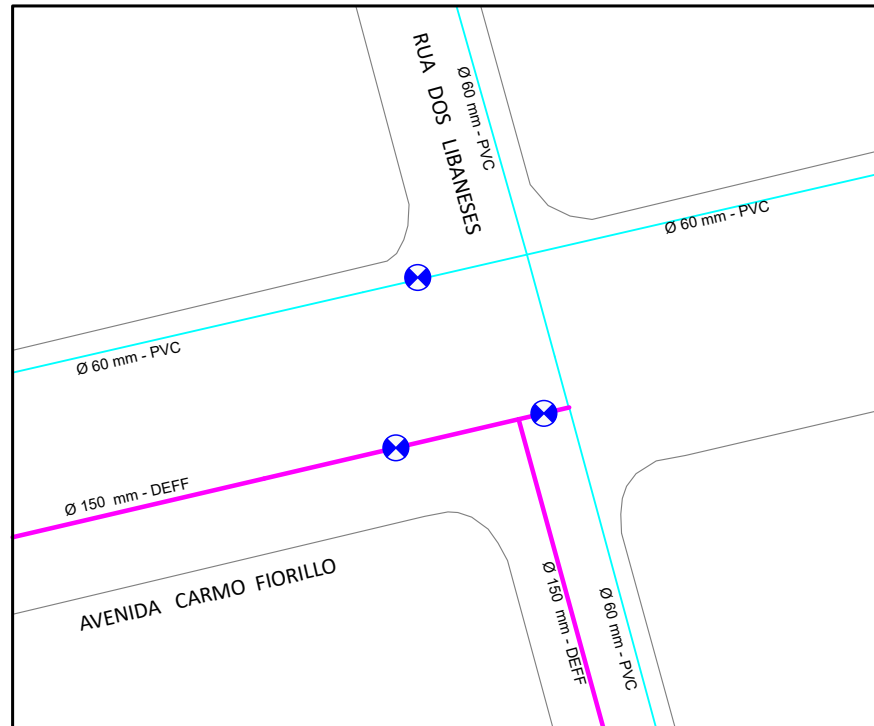 RUA DOS LIBANESES
Ø 60 mm - PVC
Ø 60 mm - PVC
Ø 60 mm - PVC
Ø 150 mm - DEFF
AVENIDA CARMO FIORILLO
Ø 150 mm - DEFF
Ø 60 mm - PVC